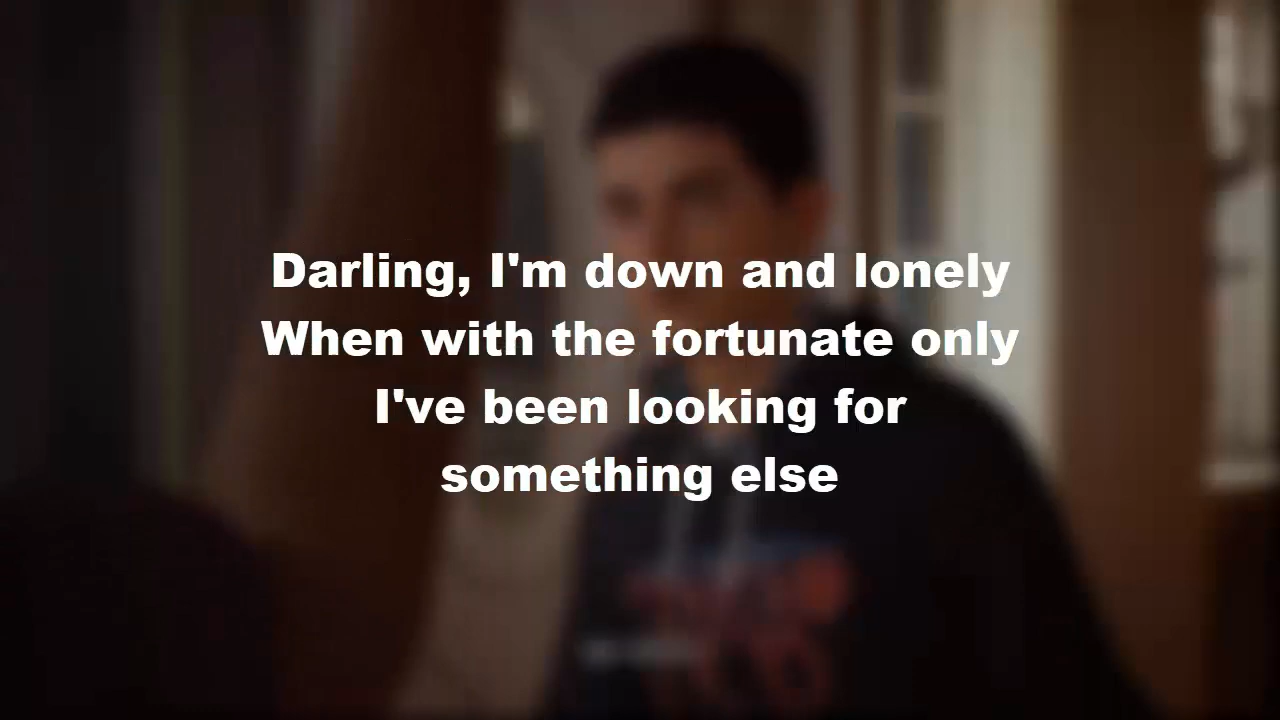 Darling, I'm down and lonely
When with the fortunate only
I've been looking for
something else